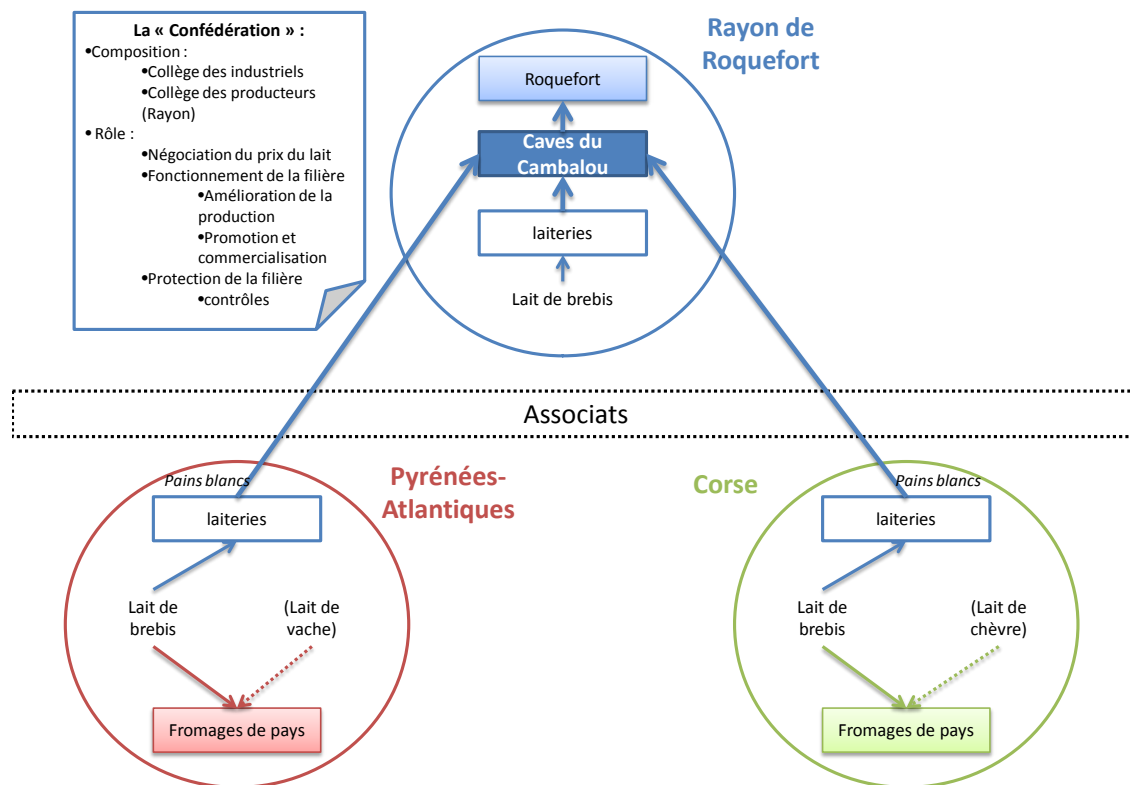 La « Confédération » :
•Composition :
•Collège des industriels
•Collège des producteurs
(Rayon)
• Rôle :
•Négociation du prix du lait
•Fonctionnement de la filière
•Amélioration de la
production
•Promotion et
commercialisation
•Protection de la filière
•contrôles
Rayon de
Roquefort
Roquefort
Caves du
Cambalou
laiteries
Lait de brebis
Associats
Pains blancs
laiteries
Pyrénées-
Atlantiques
Lait de
brebis
(Lait de
vache)
Fromages de pays
Corse
Pains blancs
laiteries
Lait de
brebis
(Lait de
chèvre)
Fromages de pays